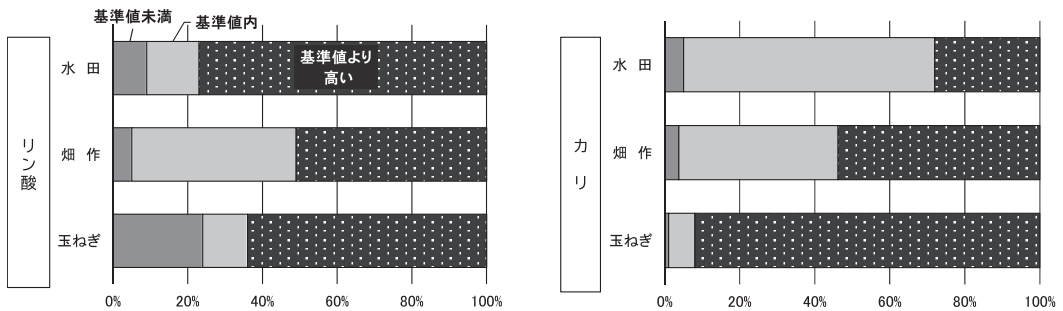 基準値未満
基準値内
リン酸
水 田
基準値より
高い
畑 作
玉ねぎ
0% 20% 40% 60% 80% 100%
カリ
水 田
畑 作
玉ねぎ
0% 20% 40% 60% 80% 100%